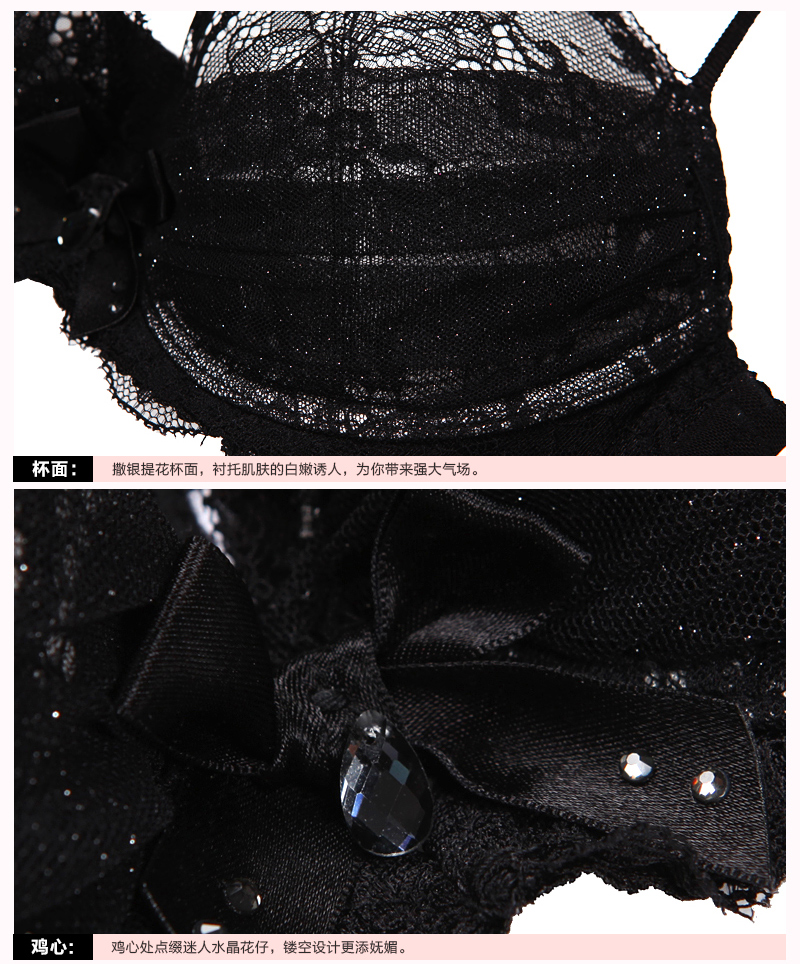 杯面： 撒银提花杯面，衬托肌肤的白嫩诱人，为你带来强大气场。
鸡心： 鸡心处点缀迷人水晶花仔，镂空设计更添妩媚。